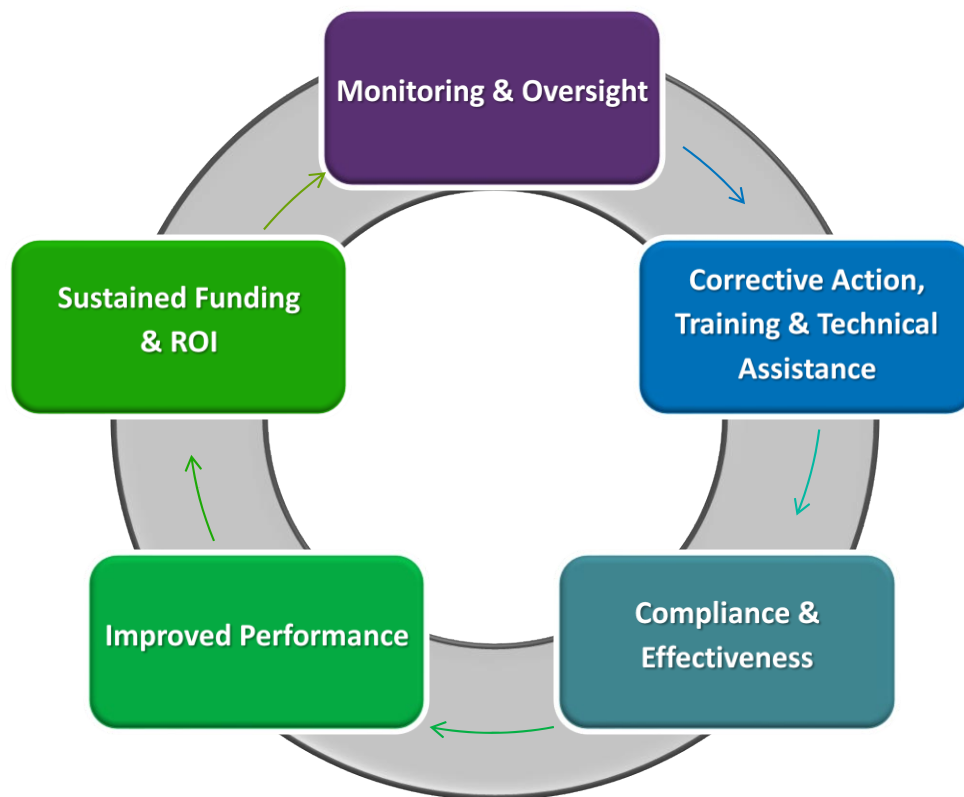 Monitoring & Oversight
Corrective Action,
Training & Technical
Assistance
Compliance &
Effectiveness
Improved Performance
Sustained Funding
& ROI